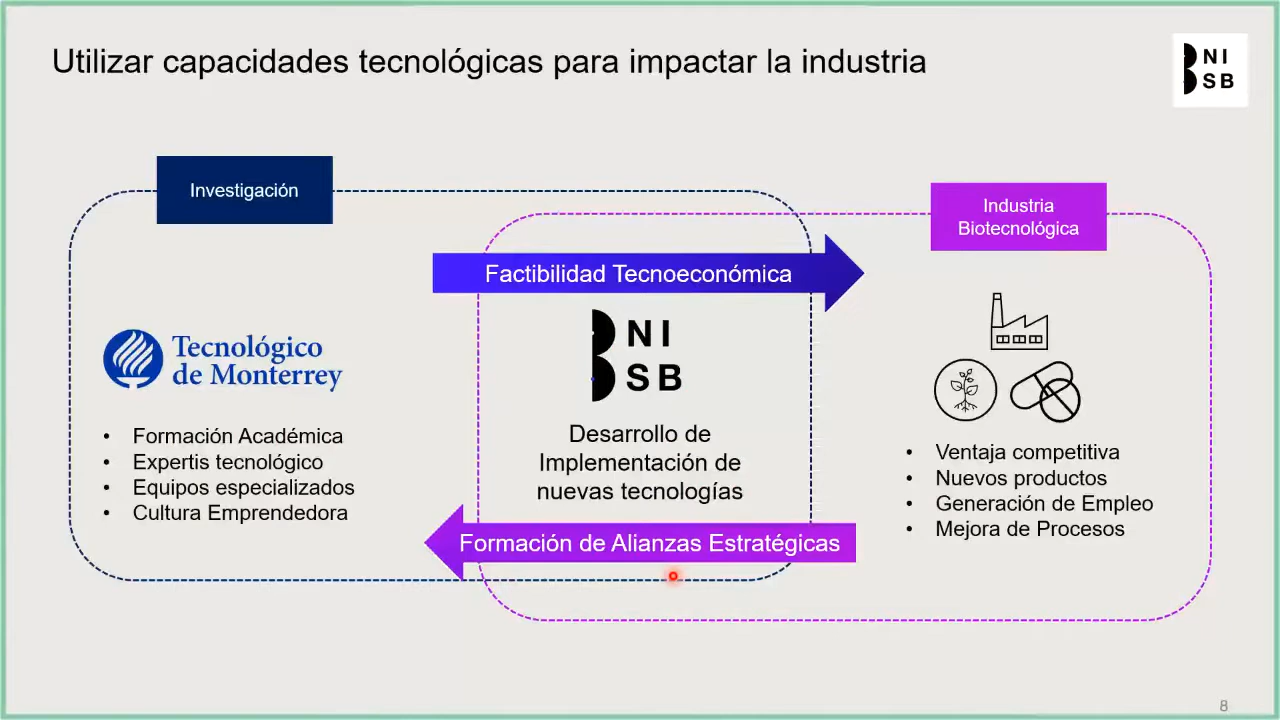 Utilizar capacidades tecnológicas para impactar la industria
NI
SB
Investigación
Industria
Biotecnológica
Factibilidad Tecnoeconómica
Tecnológico
de Monterrey
• Formación Académica
• Expertis tecnológico
• Equipos especializados
• Cultura Emprendedora
NI
SB
Desarrollo de
Implementación de
nuevas tecnologías
Formación de Alianzas Estratégicas
• Ventaja competitiva
• Nuevos productos
• Generación de Empleo
• Mejora de Procesos
8